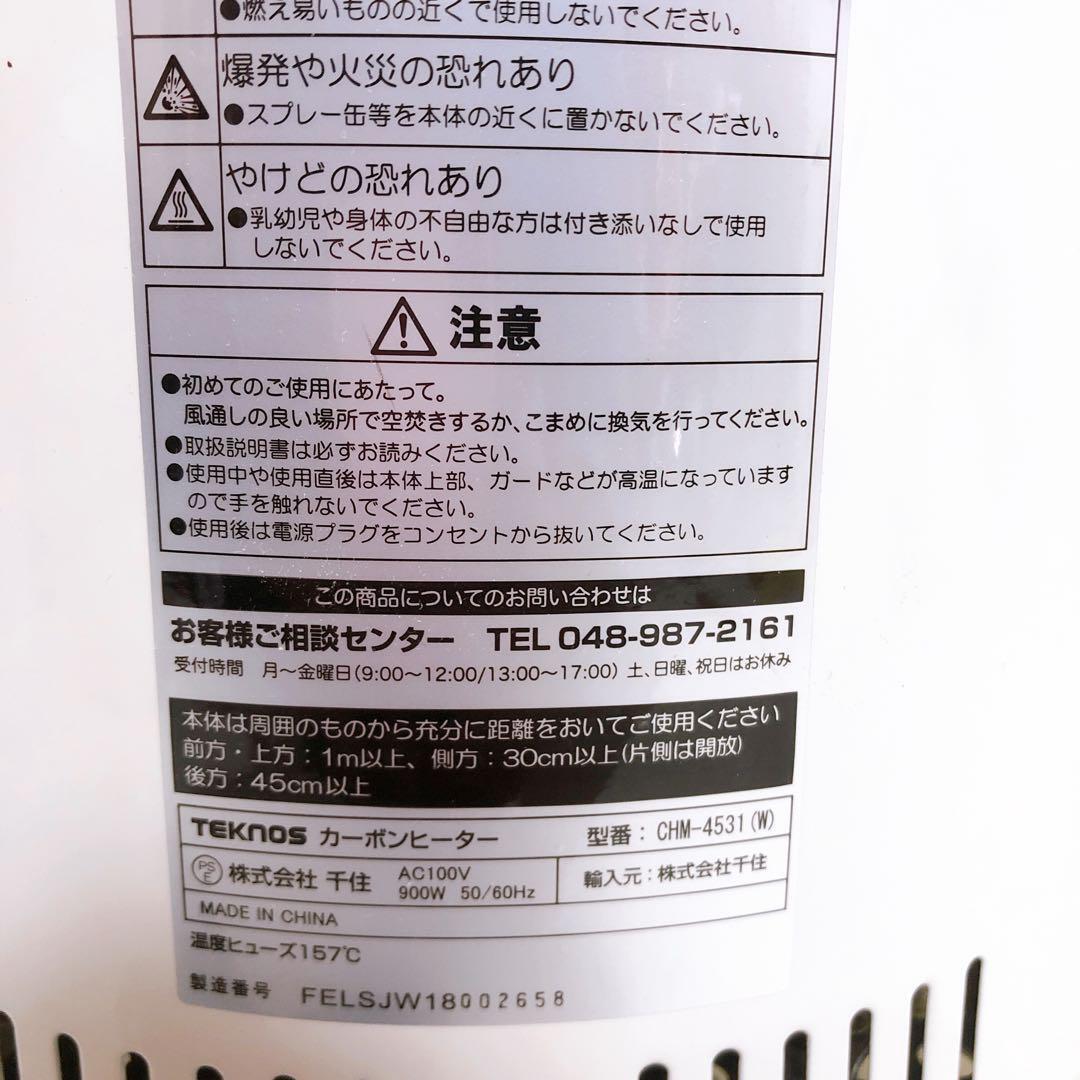 ●燃え易いものの近くで使用しないでください。
爆発や火災の恐れあり
●スプレー缶等を本体の近くに置かないでください。
やけどの恐れあり
●乳幼児や身体の不自由な方は付き添いなしで使用
しないでください。
注意
●初めてのご使用にあたって。
風通しの良い場所で空焚きするか、こまめに換気を行ってください。
●取扱説明書は必ずお読みください。
●使用中や使用直後は本体上部、ガードなどが高温になっています
ので手を触れないでください。
●使用後は電源プラグをコンセントから抜いてください。
この商品についてのお問い合わせは
お客様ご相談センター TEL 048-987-2161
受付時間 月～金曜日(9:00～12:00/13:00～17:00) 土、日曜、祝日はお休み
本体は周囲のものから充分に距離をおいてご使用ください
前方・上方：1m以上、側方：30cm以上(片側は開放)
後方：45cm以上
TEKNOS カーボンヒーター 型番：CHM-4531(W)
PSE 株式会社 千住 AC100V
900W 50/60Hz
輸入元：株式会社千住
MADE IN CHINA
温度ヒューズ157℃
製造番号 FELSJW18002658